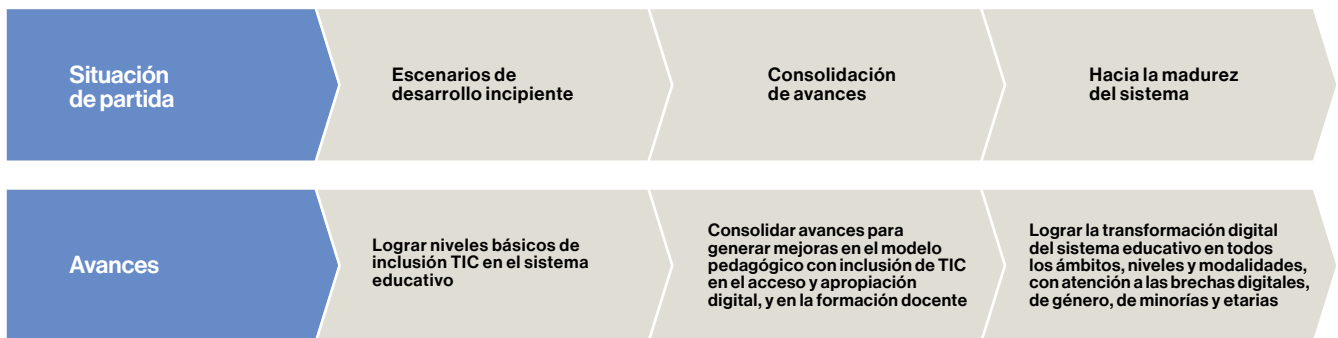 Situación
de partida
Escenarios de
desarrollo incipiente
Consolidación
de avances
Hacia la madurez
del sistema
Avances
Lograr niveles básicos de
inclusión TIC en el sistema
educativo
Consolidar avances para
generar mejoras en el modelo
pedagógico con inclusión de TIC
en el acceso y apropiación
digital, y en la formación docente
Lograr la transformación digital
del sistema educativo en todos
los ámbitos, niveles y modalidades,
con atención a las brechas digitales,
de género, de minorías y etarias